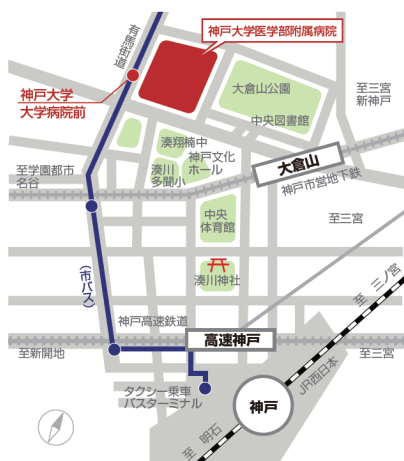 有馬街道
神戸大学医学部附属病院
神戸大学
大学病院前
大倉山公園
中央図書館
至三宮
新神戸
湊翔楠中
神戸文化
ホール
湊川
多聞小
大倉山
神戸市営地下鉄
至学園都市
名谷
中央
体育館
至三宮
(市バス)
湊川神社
神戸高速鉄道
高速神戸
至新開地
至三宮
至 三ノ宮
JR西日本
タクシー乗車
バスターミナル
神戸
至 明石